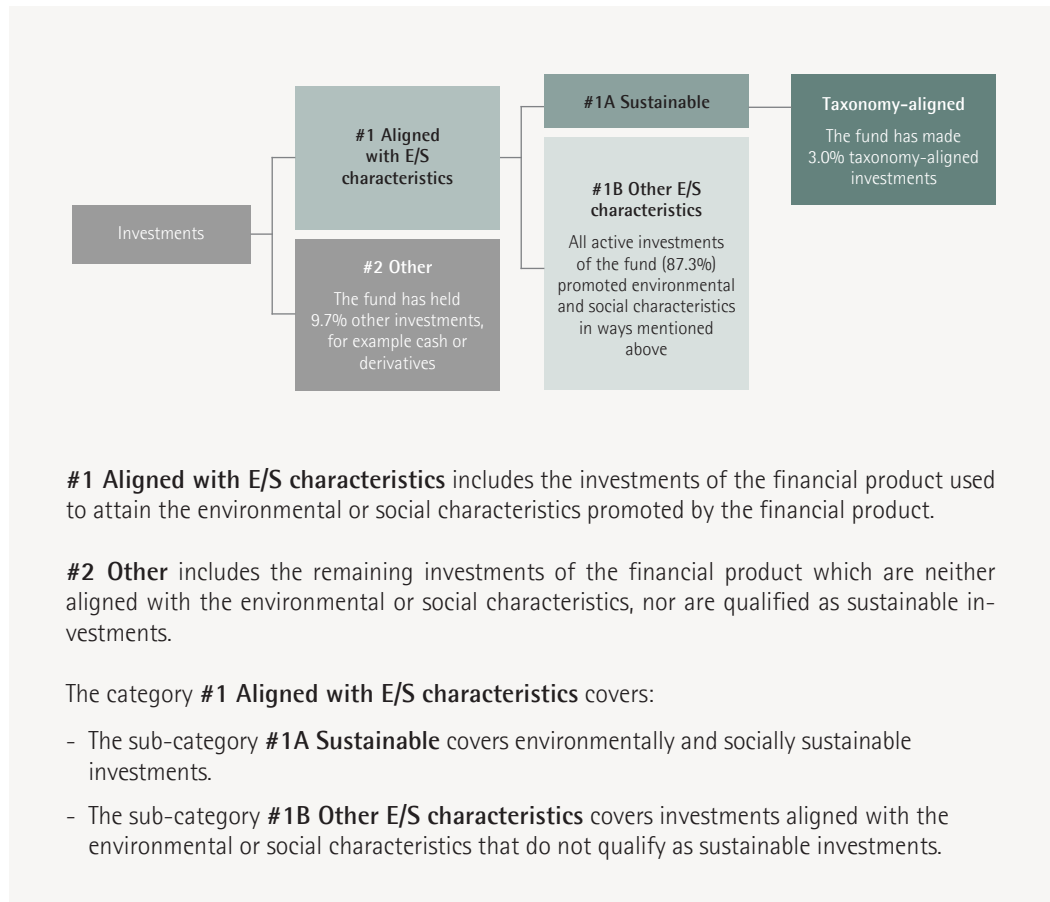 Investments
#1 Aligned
with E/S
characteristics
#2 Other
The fund has held
9.7% other investments,
for example cash or
derivatives
#1A Sustainable
#1B Other E/S
characteristics
All active investments
of the fund (87.3%)
promoted environmental
and social characteristics
in ways mentioned
above
Taxonomy-aligned
The fund has made
3.0% taxonomy-aligned
investments
#1 Aligned with E/S characteristics includes the investments of the financial product used
to attain the environmental or social characteristics promoted by the financial product.
#2 Other includes the remaining investments of the financial product which are neither
aligned with the environmental or social characteristics, nor are qualified as sustainable in-
vestments.
The category #1 Aligned with E/S characteristics covers:
- The sub-category #1A Sustainable covers environmentally and socially sustainable
investments.
- The sub-category #1B Other E/S characteristics covers investments aligned with the
environmental or social characteristics that do not qualify as sustainable investments.